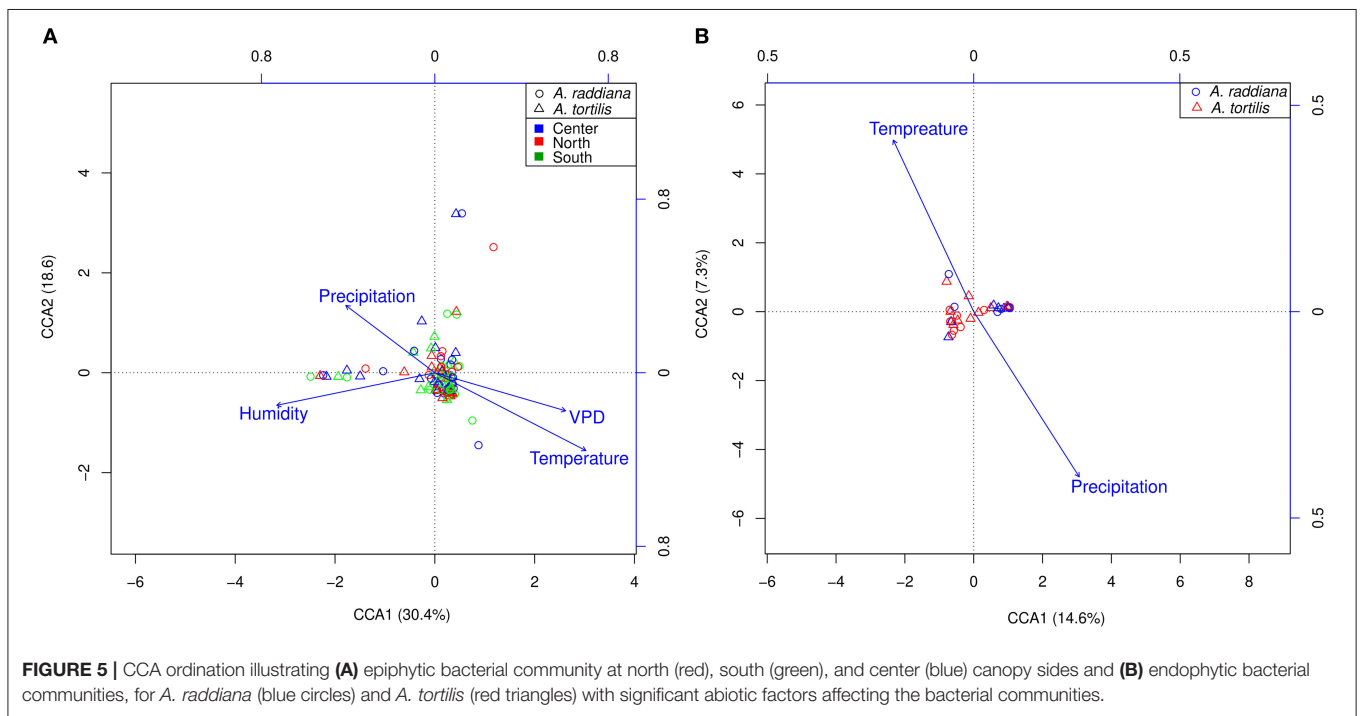 A
0.8 0 0.8
A. raddiana
A. tortilis
Center
North
South
Precipitation
Humidity
VPD
Temperature
4
2
0
−2
CCA2 (18.6)
0.8
0
0.8
−6 −4 −2 0 2 4
CCA1 (30.4%)
B
0.5 0 0.5
A. raddiana
A. tortilis
Tempreature
Precipitation
6
4
2
0
−2
−4
−6
CCA2 (7.3%)
0.5
0
0.5
−6 −4 −2 0 2 4 6 8
CCA1 (14.6%)
FIGURE 5 | CCA ordination illustrating (A) epiphytic bacterial community at north (red), south (green), and center (blue) canopy sides and (B) endophytic bacterial
communities, for A. raddiana (blue circles) and A. tortilis (red triangles) with significant abiotic factors affecting the bacterial communities.